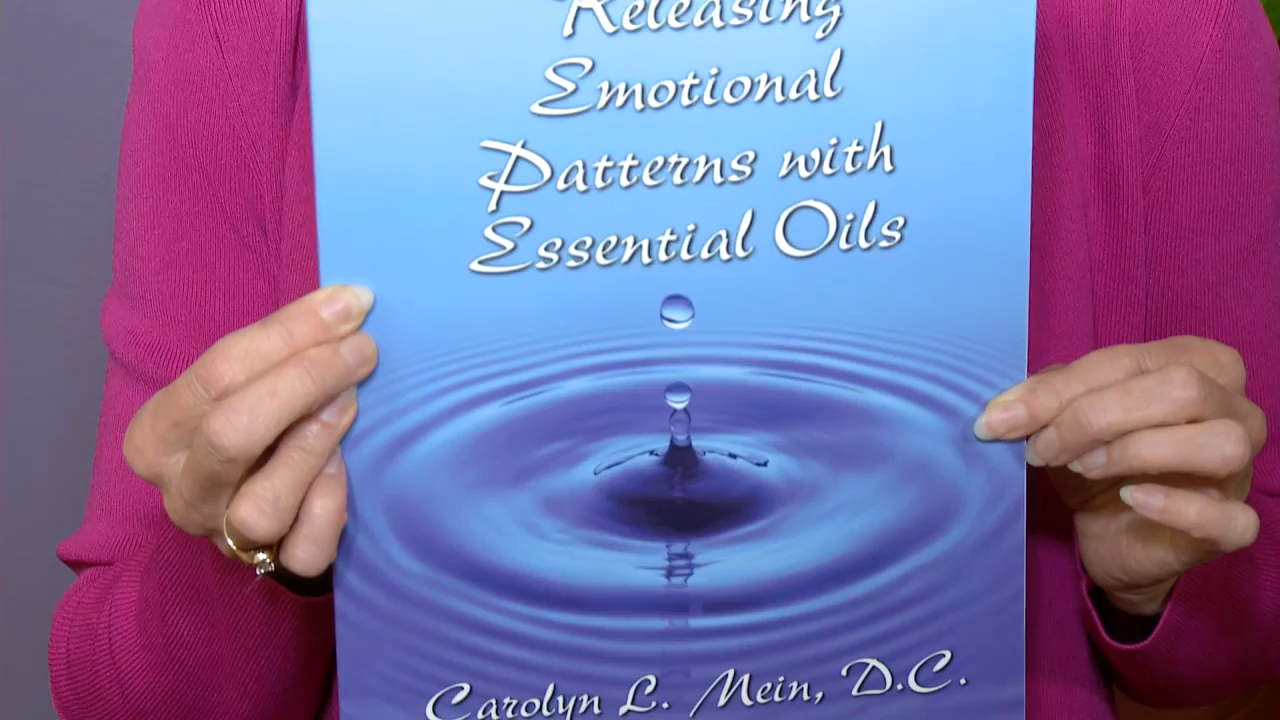 Releasing
Emotional
Patterns with
Essential Oils
Carolyn L. Mein, D.C.